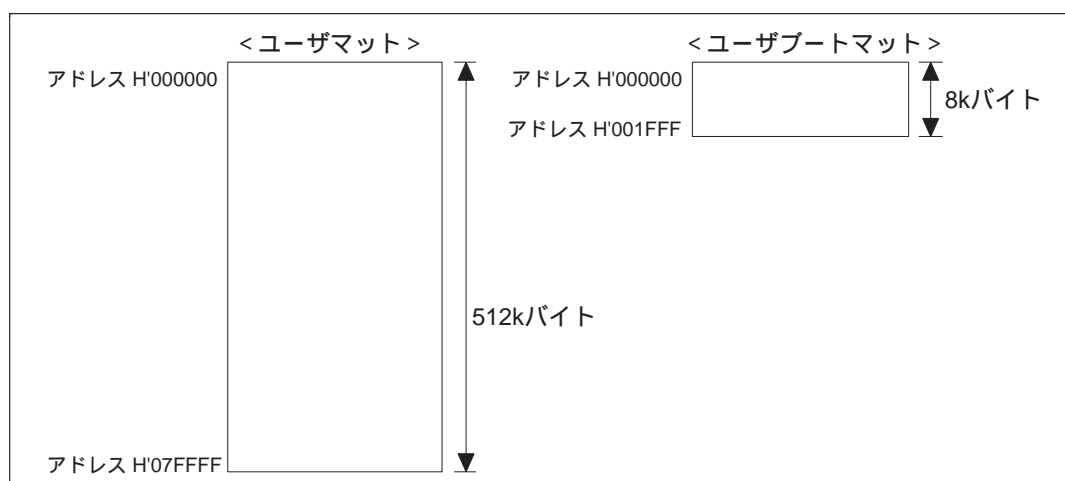 <ユーザマット>
アドレス H'000000
512kバイト
アドレス H'07FFFF
<ユーザブートマット>
アドレス H'000000
8kバイト
アドレス H'001FFF